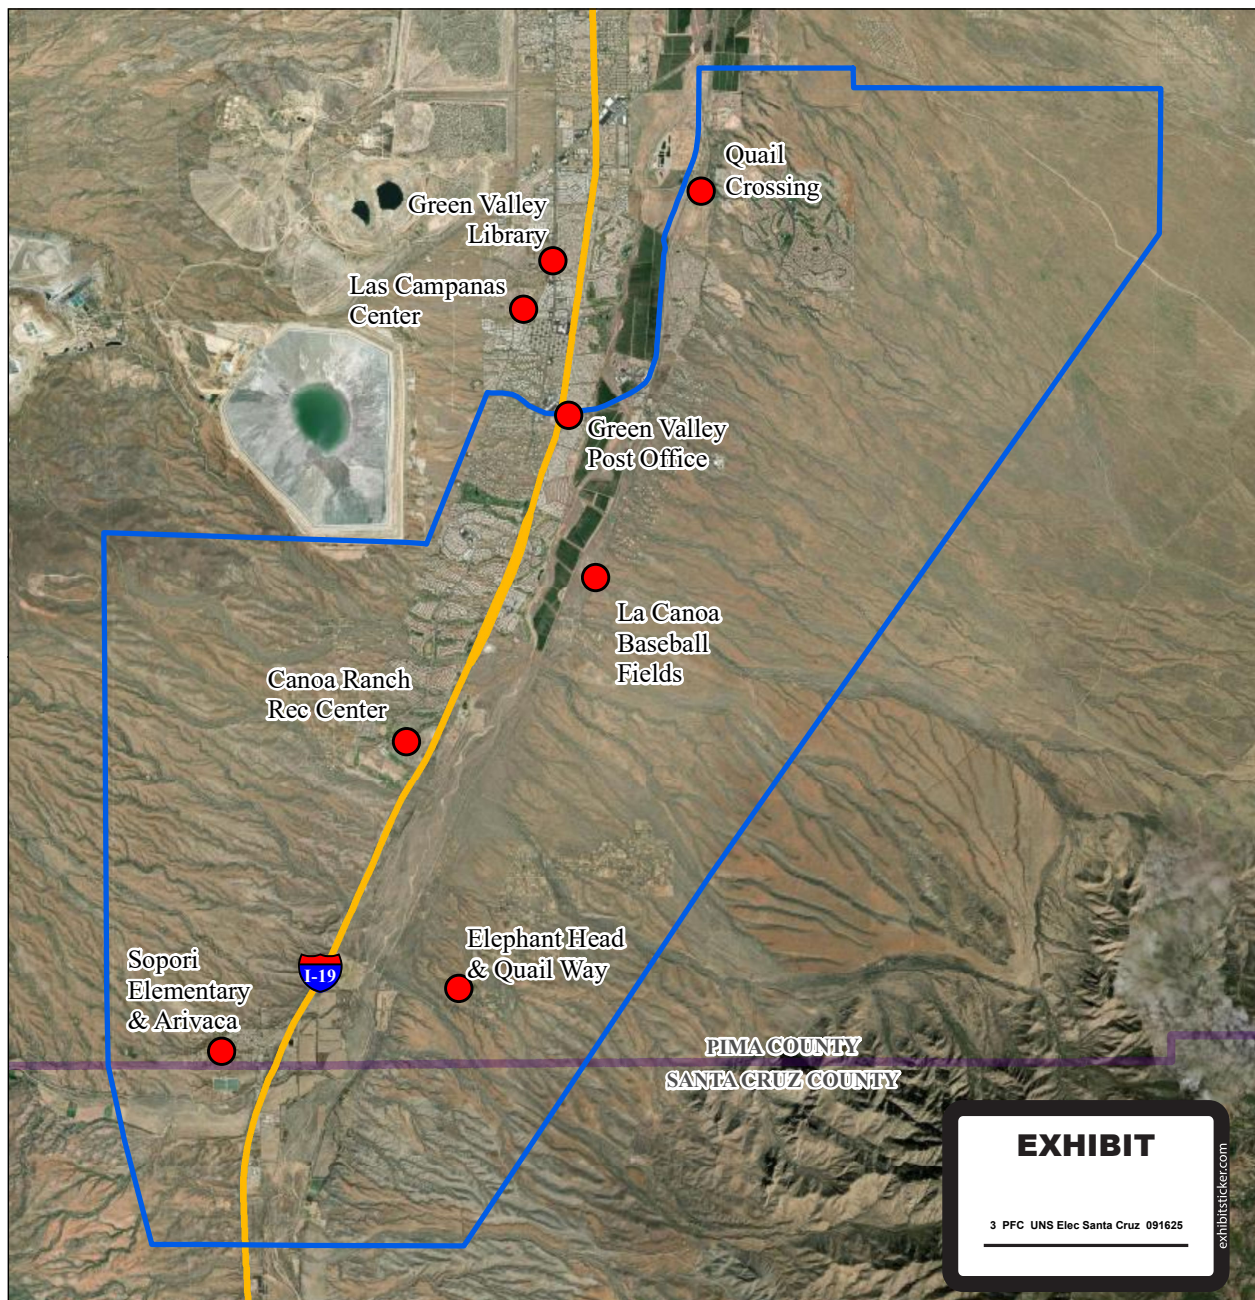 Quail
Crossing
Green Valley
Library
Las Campanas
Center
Green Valley
Post Office
La Canoa
Baseball
Fields
Canoa Ranch
Rec Center
Elephant Head
& Quail Way
Sopori
Elementary
& Arivaca
I-19
PIMA COUNTY
SANTA CRUZ COUNTY
EXHIBIT
3 PFC UNS Elec Santa Cruz 091625
exhibitsticker.com